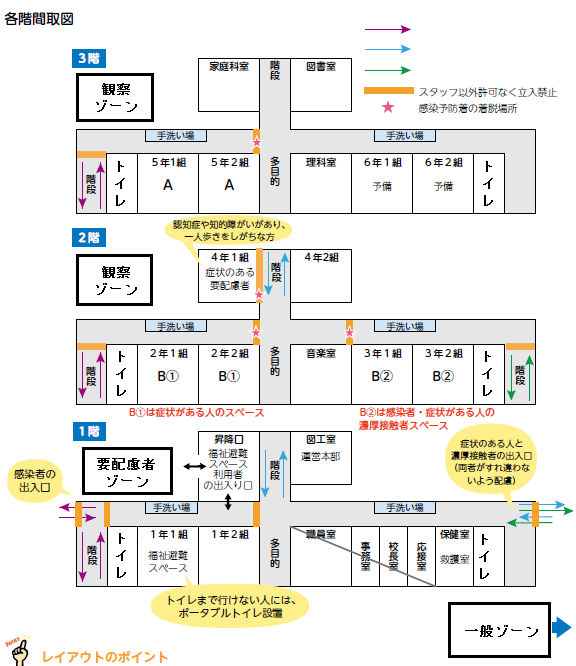 各階間取図
3階
観察
ゾーン
家庭科室
階段
図書室
スタッフ以外許可なく立入禁止
★ 感染予防着の着脱場所
手洗い場
手洗い場
階段
トイレ
5年1組
A
5年2組
A
多目的
理科室
6年1組
予備
6年2組
予備
トイレ
2階
認知症や知的障がいがあり、
一人歩きをしがちな方
観察
ゾーン
4年1組
症状のある
要配慮者
階段
4年2組
手洗い場
手洗い場
階段
トイレ
2年1組
B①
2年2組
B①
多目的
音楽室
3年1組
B②
3年2組
B②
トイレ
階段
B①は症状がある人のスペース
B②は感染者・症状がある人の
濃厚接触者スペース
1階
要配慮者
ゾーン
昇降口
福祉避難
スペース
利用者
の出入り口
階段
図工室
運営本部
症状のある人と
濃厚接触者の出入口
(両者がすれ違わな
いよう配慮)
感染者の
出入口
手洗い場
手洗い場
階段
トイレ
1年1組
福祉避難
スペース
1年2組
多目的
職員室
事務室
校長室
応接室
保健室
救護室
トイレ
トイレまで行けない人には、
ポータブルトイレ設置
一般ゾーン
POINT
レイアウトのポイント